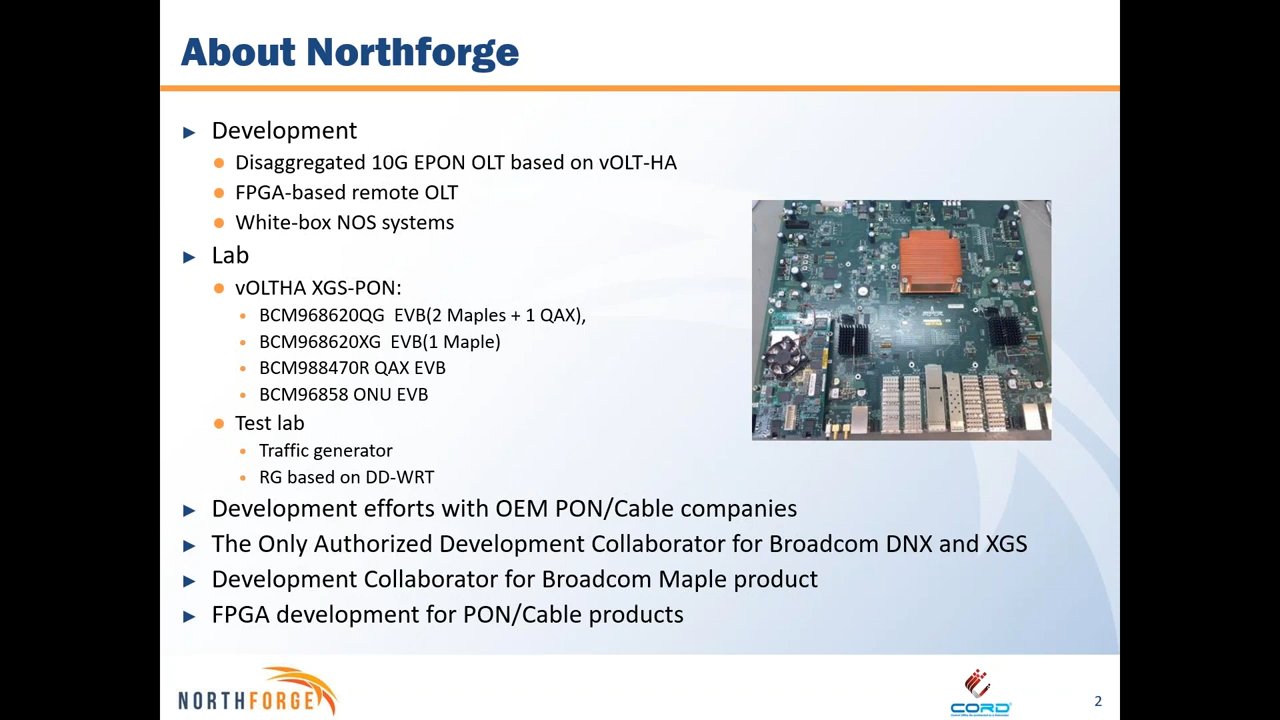 About Northforge
Development
Disaggregated 10G EPON OLT based on vOLT-HA
FPGA-based remote OLT
White-box NOS systems
Lab
vOLTHA XGS-PON:
BCM968620QG EVB(2 Maples + 1 QAX),
BCM968620XG EVB(1 Maple)
BCM988470R QAX EVB
BCM96858 ONU EVB
Test lab
Traffic generator
RG based on DD-WRT
Development efforts with OEM PON/Cable companies
The Only Authorized Development Collaborator for Broadcom DNX and XGS
Development Collaborator for Broadcom Maple product
FPGA development for PON/Cable products
NORTHFORGE
CORD
2